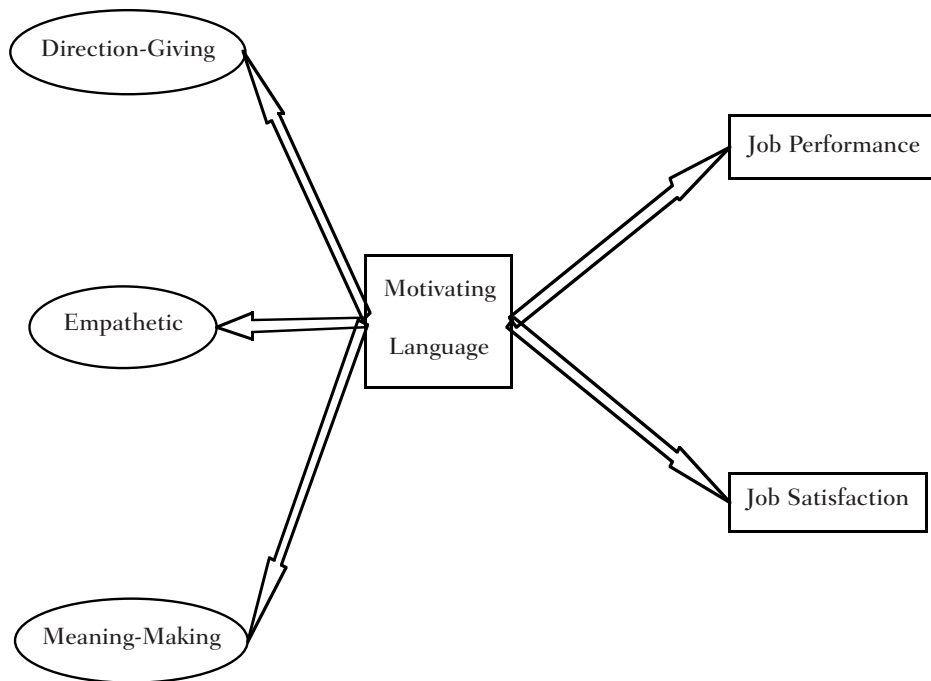 Direction-Giving
Job Performance
Motivating
Language
Empathetic
Job Satisfaction
Meaning-Making